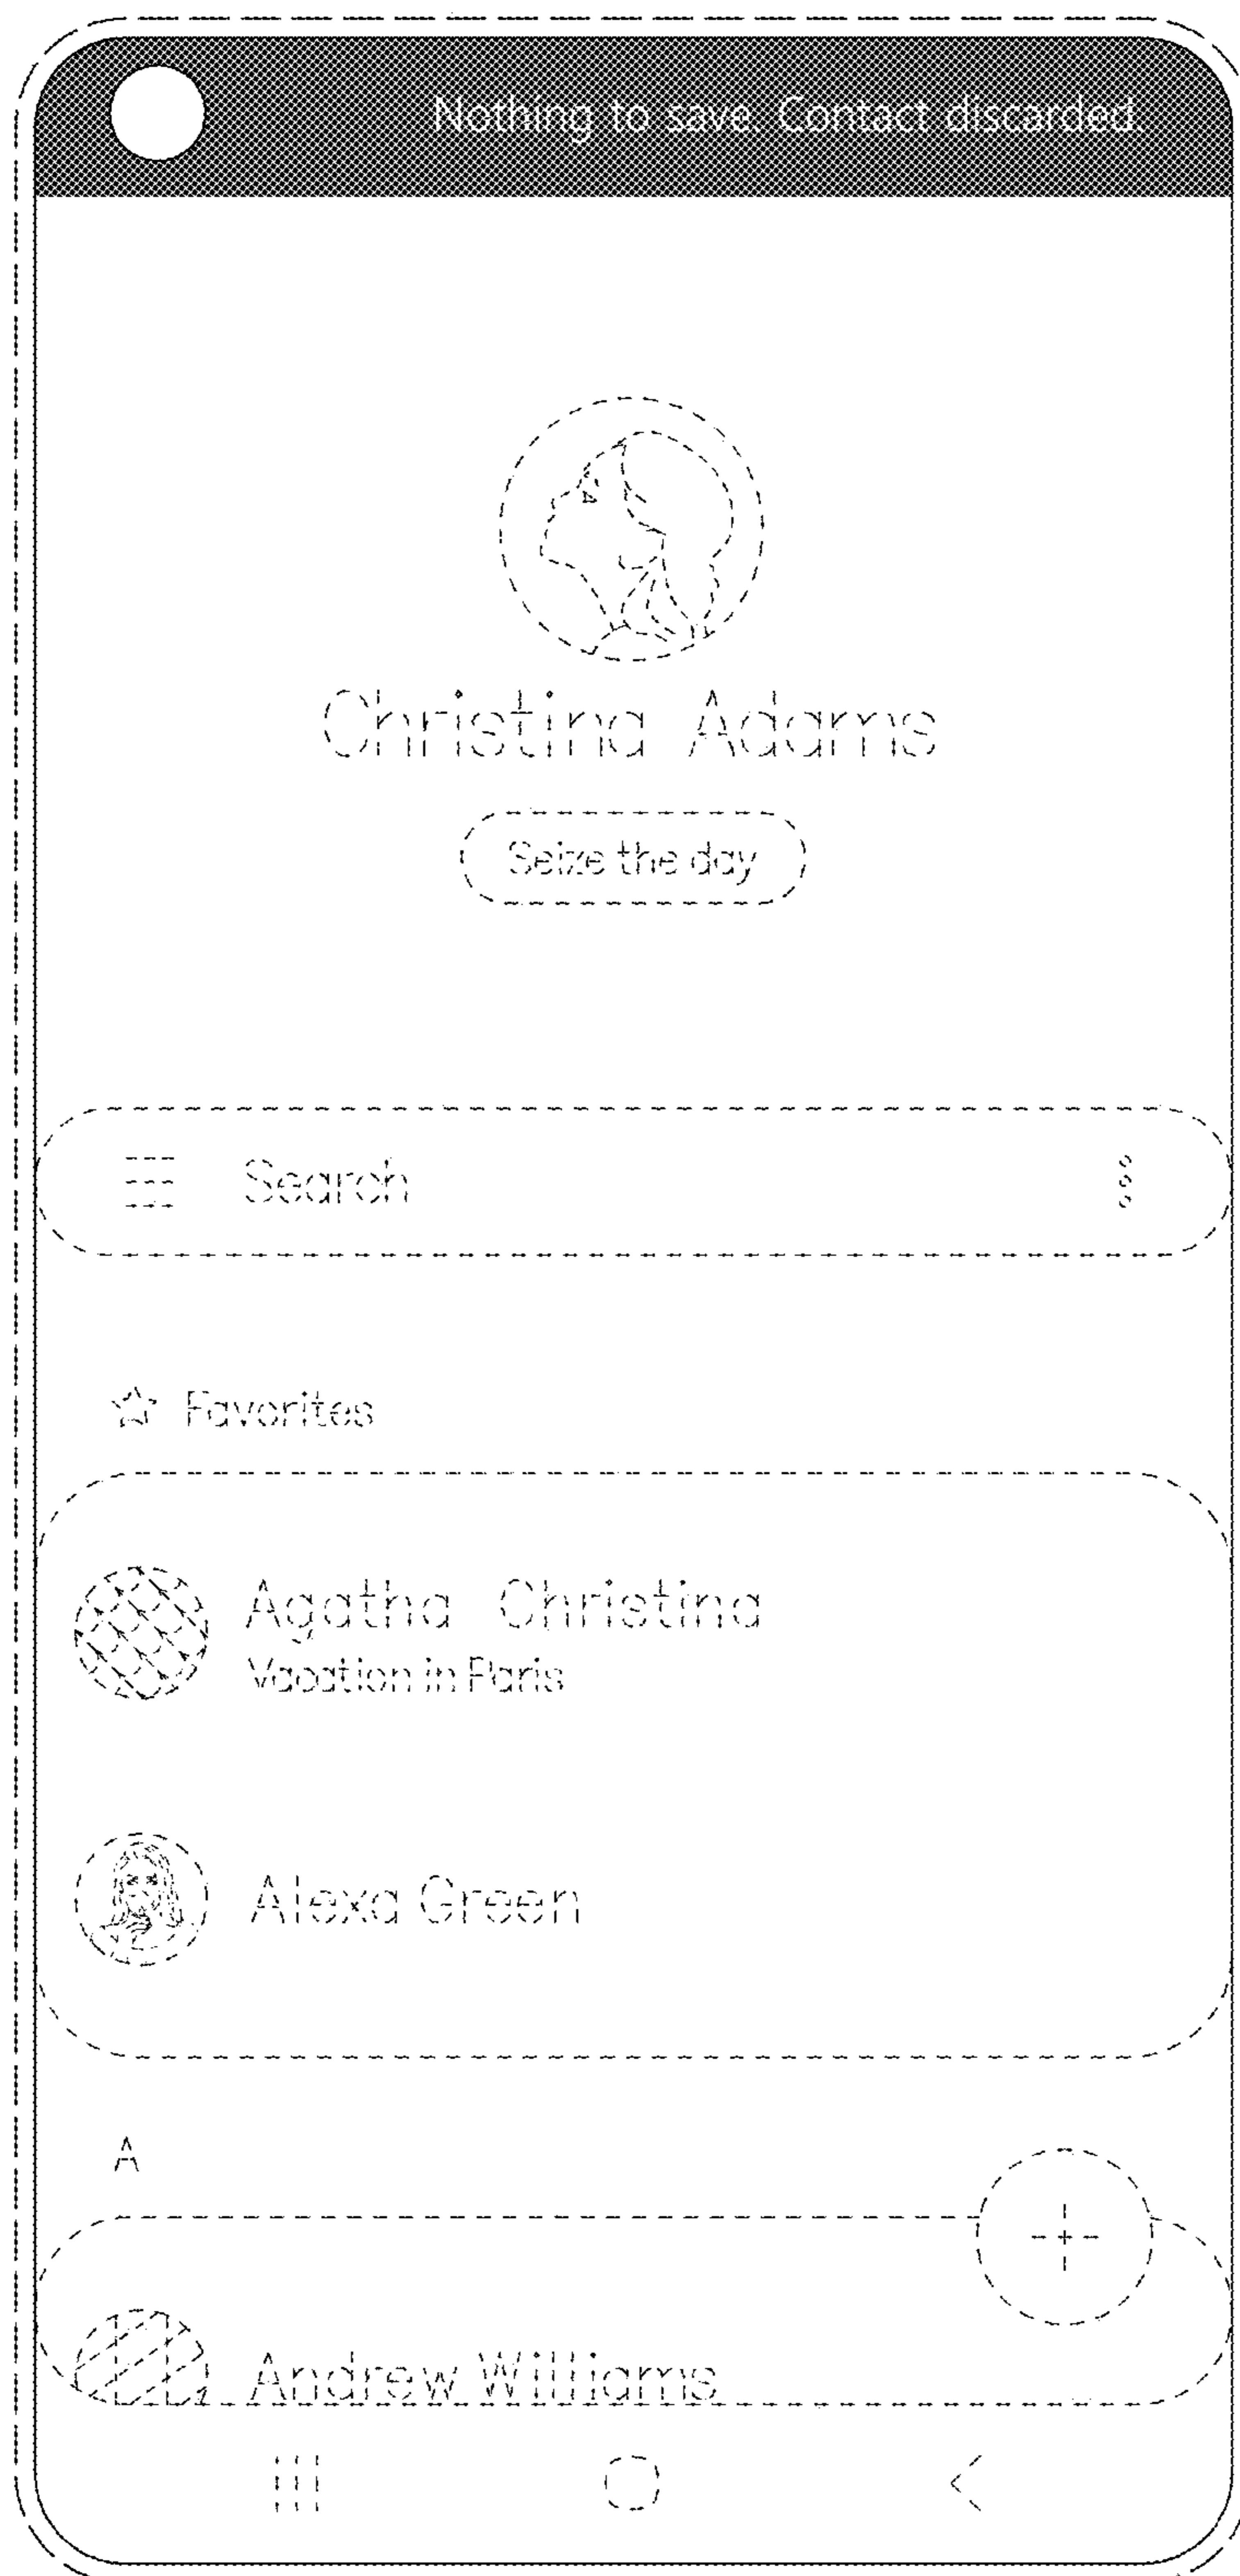 Nothing to save. Contact discarded.
Christina Adams
Seize the day
Search
Favorites
Agatha Christina
Vacation in Paris
Alexa Green
A
Andrew Williams